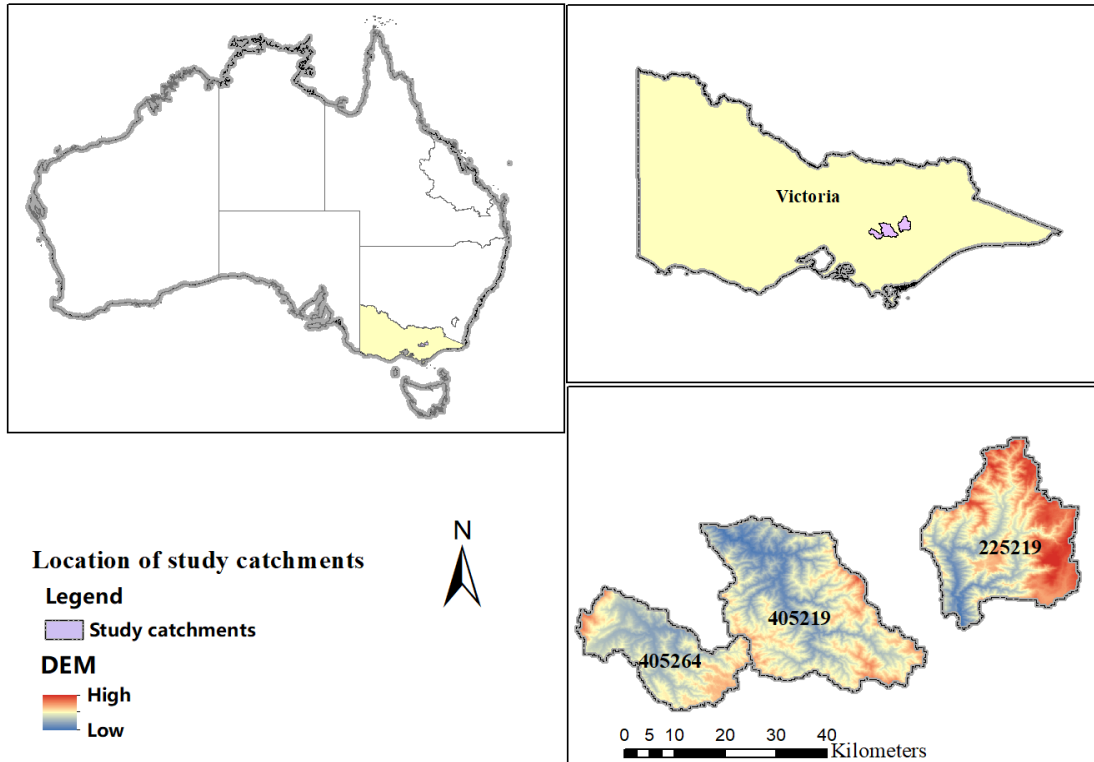 Victoria
N
Location of study catchments
Legend
Study catchments
DEM
High
Low
225219
405219
405264
0 5 10 20 30 40
Kilometers